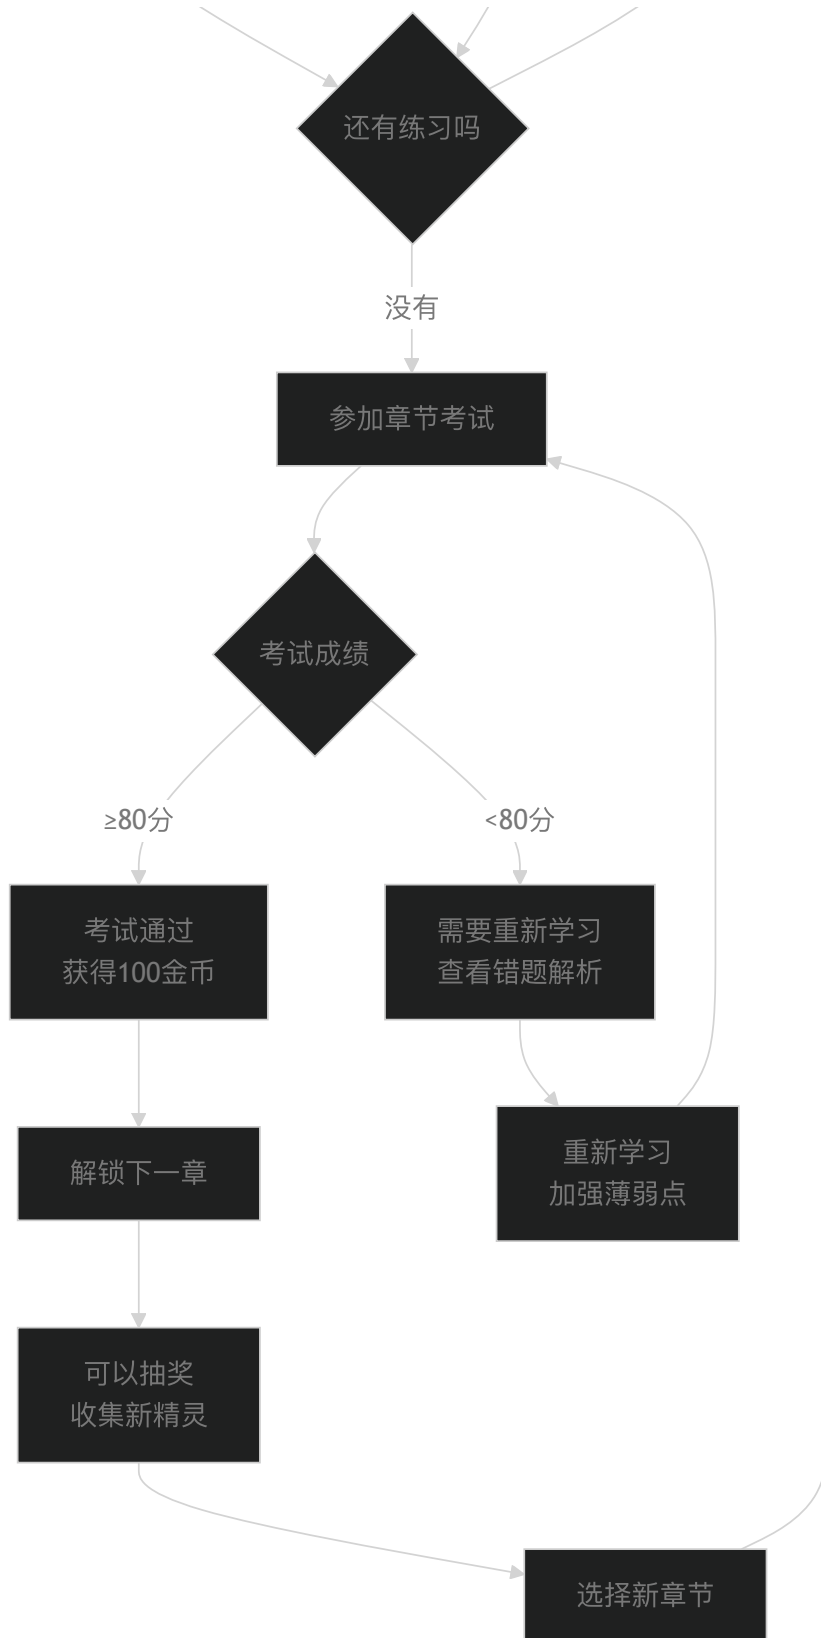 还有练习吗
没有
参加章节考试
考试成绩
≥80分
<80分
考试通过
获得100金币
需要重新学习
查看错题解析
解锁下一章
重新学习
加强薄弱点
可以抽奖
收集新精灵
选择新章节